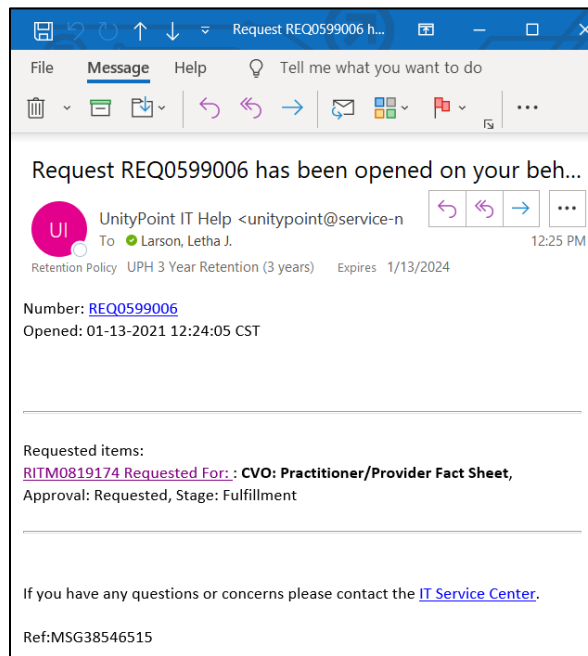 Request REQ0599006 h...
File Message Help Tell me what you want to do
Request REQ0599006 has been opened on your beh...
UI
UnityPoint IT Help <unitypoint@service-n
To Larson, Letha J.
12:25 PM
Retention Policy UPH 3 Year Retention (3 years) Expires 1/13/2024
Number: REQ0599006
Opened: 01-13-2021 12:24:05 CST
Requested items:
RITM0819174 Requested For: : CVO: Practitioner/Provider Fact Sheet,
Approval: Requested, Stage: Fulfillment
If you have any questions or concerns please contact the IT Service Center.
Ref:MSG38546515